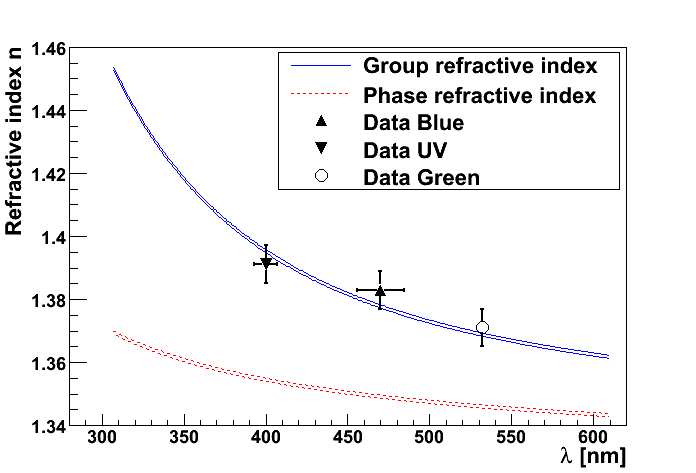 Refractive index n
1.46
1.44
1.42
1.4
1.38
1.36
1.34
Group refractive index
Phase refractive index
Data Blue
Data UV
Data Green
300 350 400 450 500 550 600
λ [nm]